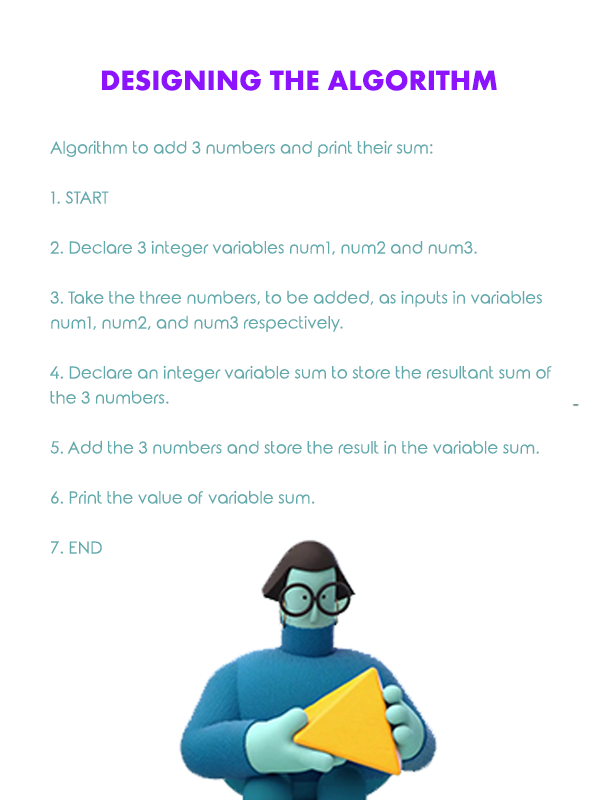 DESIGNING THE ALGORITHM
Algorithm to add 3 numbers and print their sum:
1. START
2. Declare 3 integer variables num1, num2 and num3.
3. Take the three numbers, to be added, as inputs in variables
num1, num2, and num3 respectively.
4. Declare an integer variable sum to store the resultant sum of
the 3 numbers.
5. Add the 3 numbers and store the result in the variable sum.
6. Print the value of variable sum.
7. END